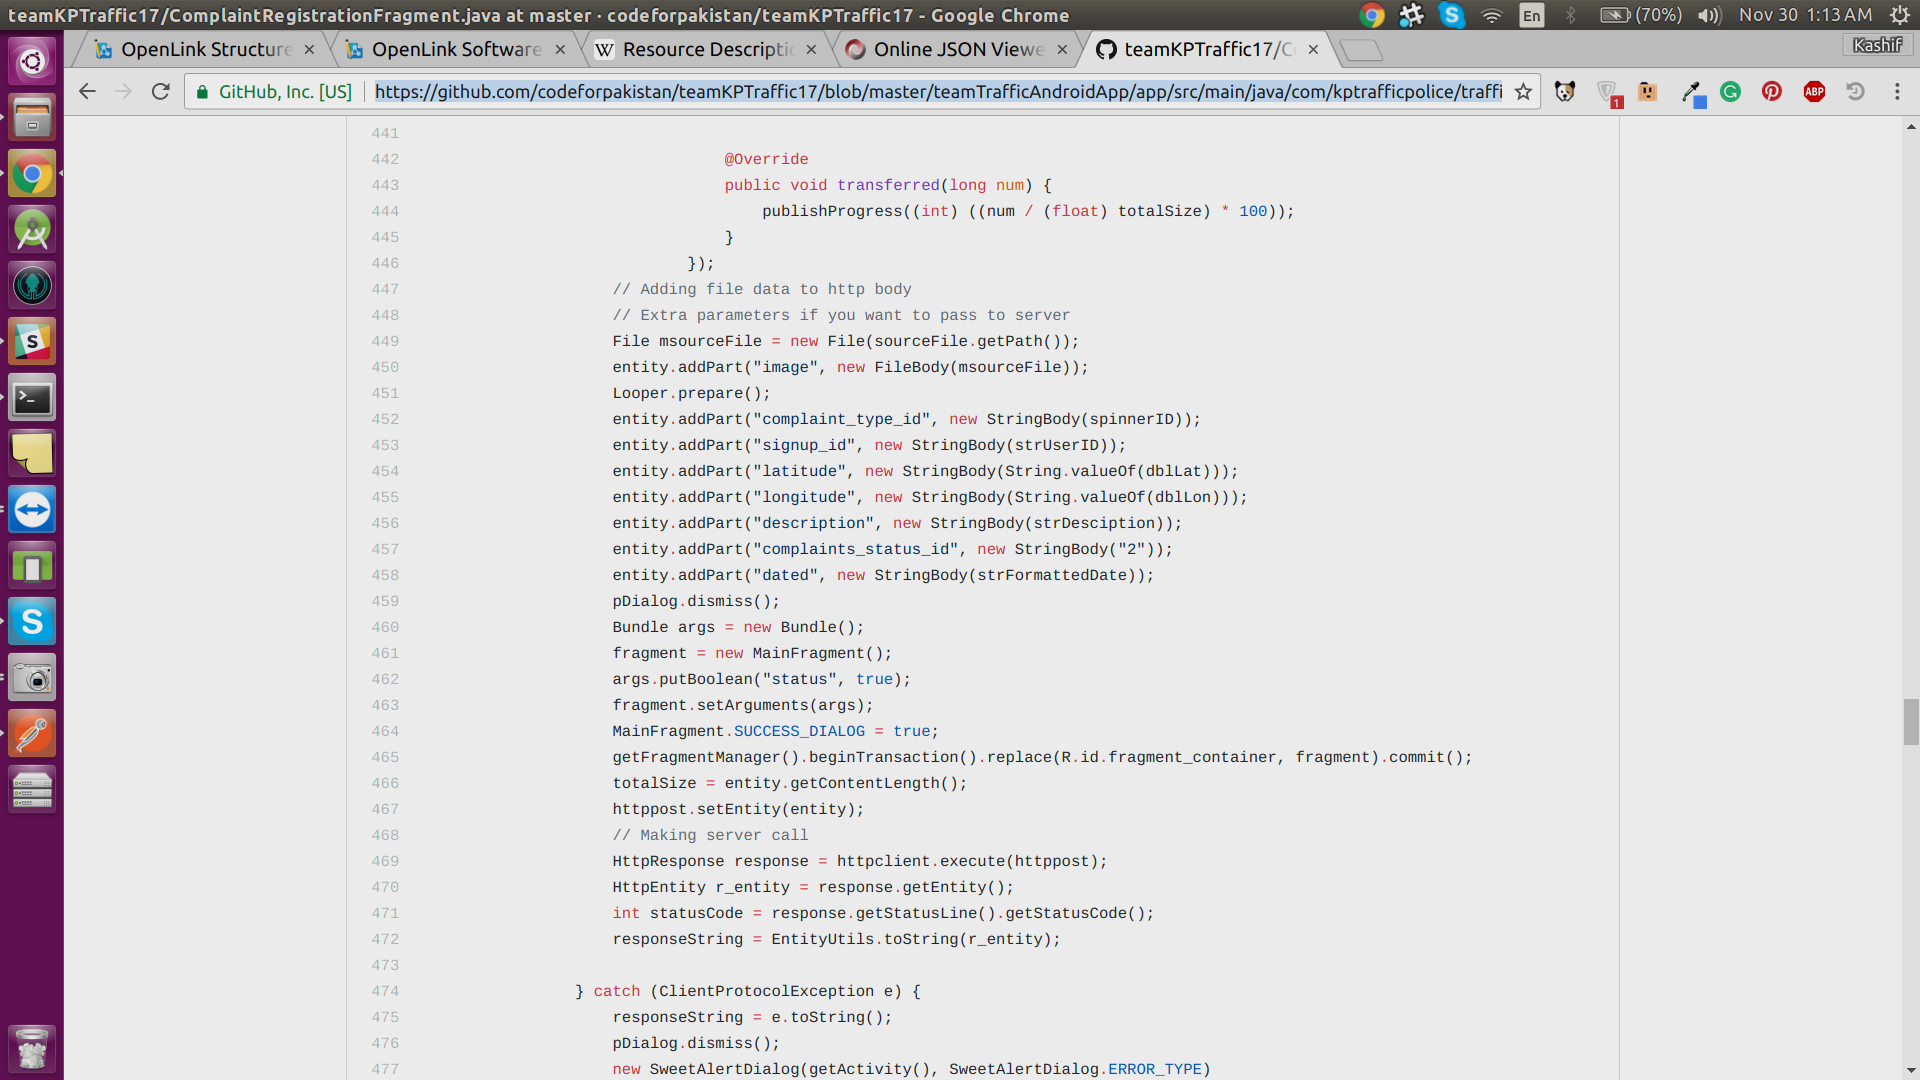 teamKPTraffic17/ComplaintRegistrationFragment.java at master · codeforpakistan/teamKPTraffic17 - Google Chrome
En
(70%)
Nov 30 1:13 AM
OpenLink Structure
OpenLink Software
W Resource Descripti
Online JSON Viewe
teamKPTraffic17/C
Kashif
GitHub, Inc. [US]
https://github.com/codeforpakistan/teamKPTraffic17/blob/master/teamTrafficAndroidApp/app/src/main/java/com/kptrafficpolice/traffi
1
ABP
441
442 @Override
443 public void transferred(long num) {
444 publishProgress((int) ((num / (float) totalSize) * 100));
445 }
446 });
447 // Adding file data to http body
448 // Extra parameters if you want to pass to server
449 File msourceFile = new File(sourceFile.getPath());
450 entity.addPart("image", new FileBody(msourceFile));
451 Looper.prepare();
452 entity.addPart("complaint_type_id", new StringBody(spinnerID));
453 entity.addPart("signup_id", new StringBody(strUserID));
454 entity.addPart("latitude", new StringBody(String.valueOf(dblLat)));
455 entity.addPart("longitude", new StringBody(String.valueOf(dblLon)));
456 entity.addPart("description", new StringBody(strDesciption));
457 entity.addPart("complaints_status_id", new StringBody("2"));
458 entity.addPart("dated", new StringBody(strFormattedDate));
459 pDialog.dismiss();
460 Bundle args = new Bundle();
461 fragment = new MainFragment();
462 args.putBoolean("status", true);
463 fragment.setArguments(args);
464 MainFragment.SUCCESS_DIALOG = true;
465 getFragmentManager().beginTransaction().replace(R.id.fragment_container, fragment).commit();
466 totalSize = entity.getContentLength();
467 httppost.setEntity(entity);
468 // Making server call
469 HttpResponse response = httpclient.execute(httppost);
470 HttpEntity r_entity = response.getEntity();
471 int statusCode = response.getStatusLine().getStatusCode();
472 responseString = EntityUtils.toString(r_entity);
473
474 } catch (ClientProtocolException e) {
475 responseString = e.toString();
476 pDialog.dismiss();
477 new SweetAlertDialog(getActivity(), SweetAlertDialog.ERROR_TYPE)